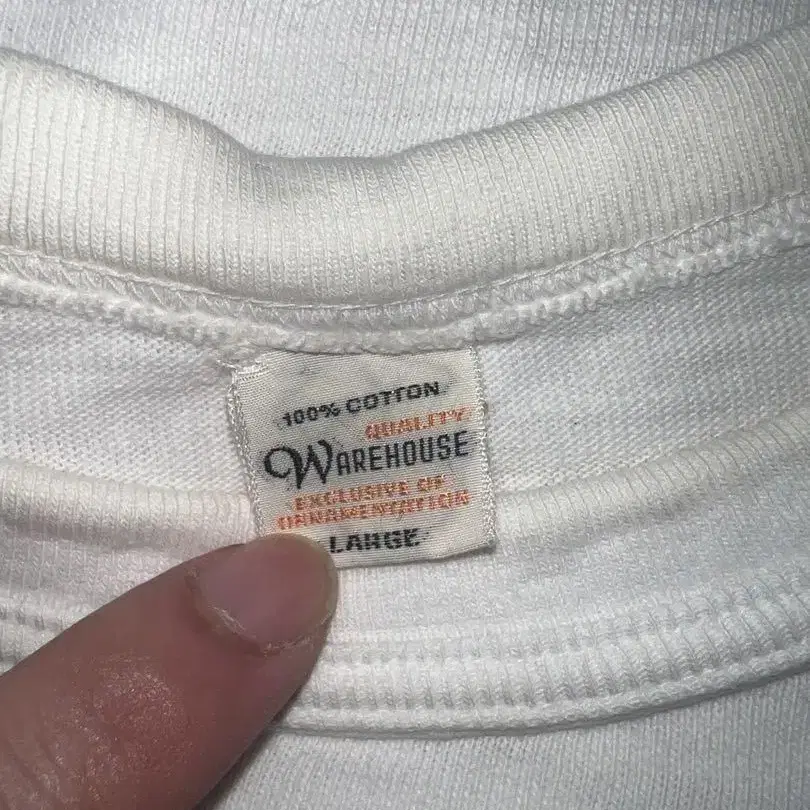 100% COTTON
QUALITY
WAREHOUSE
EXCLUSIVE OF
ORNAMENTATION
LARGE